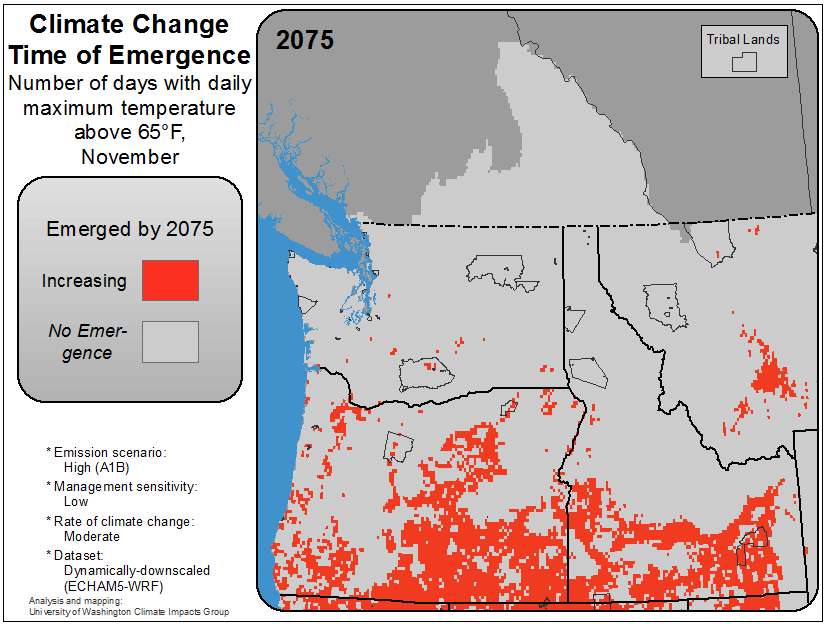 Climate Change
Time of Emergence
Number of days with daily
maximum temperature
above 65°F,
November
2075
Tribal Lands
Emerged by 2075
Increasing
No Emer-
gence
* Emission scenario:
High (A1B)
* Management sensitivity:
Low
* Rate of climate change:
Moderate
* Dataset:
Dynamically-downscaled
(ECHAM5-WRF)
Analysis and mapping:
University of Washington Climate Impacts Group